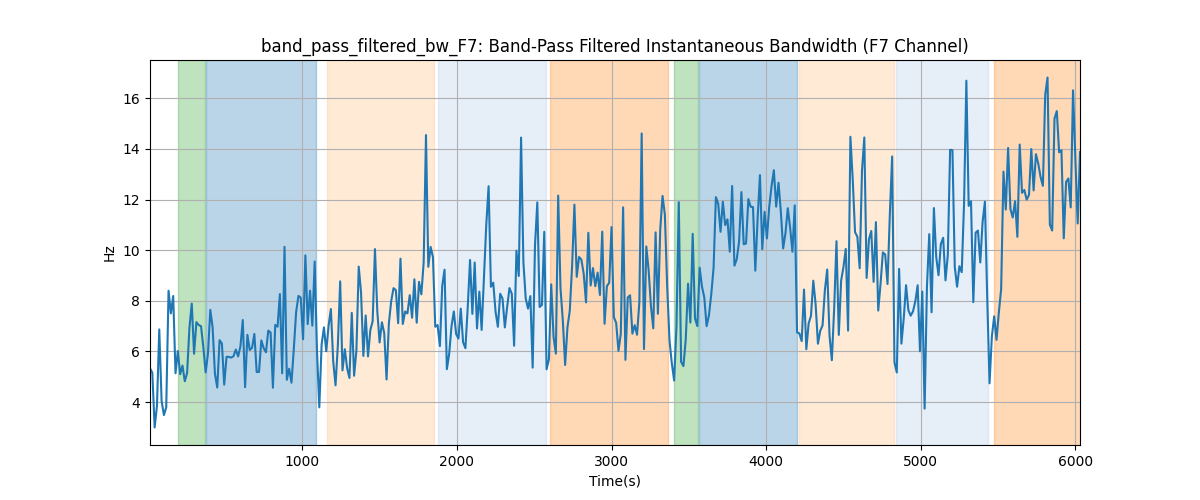 band_pass_filtered_bw_F7: Band-Pass Filtered Instantaneous Bandwidth (F7 Channel)
16
14
12
10
8
6
4
Hz
1000 2000 3000 4000 5000 6000
Time(s)